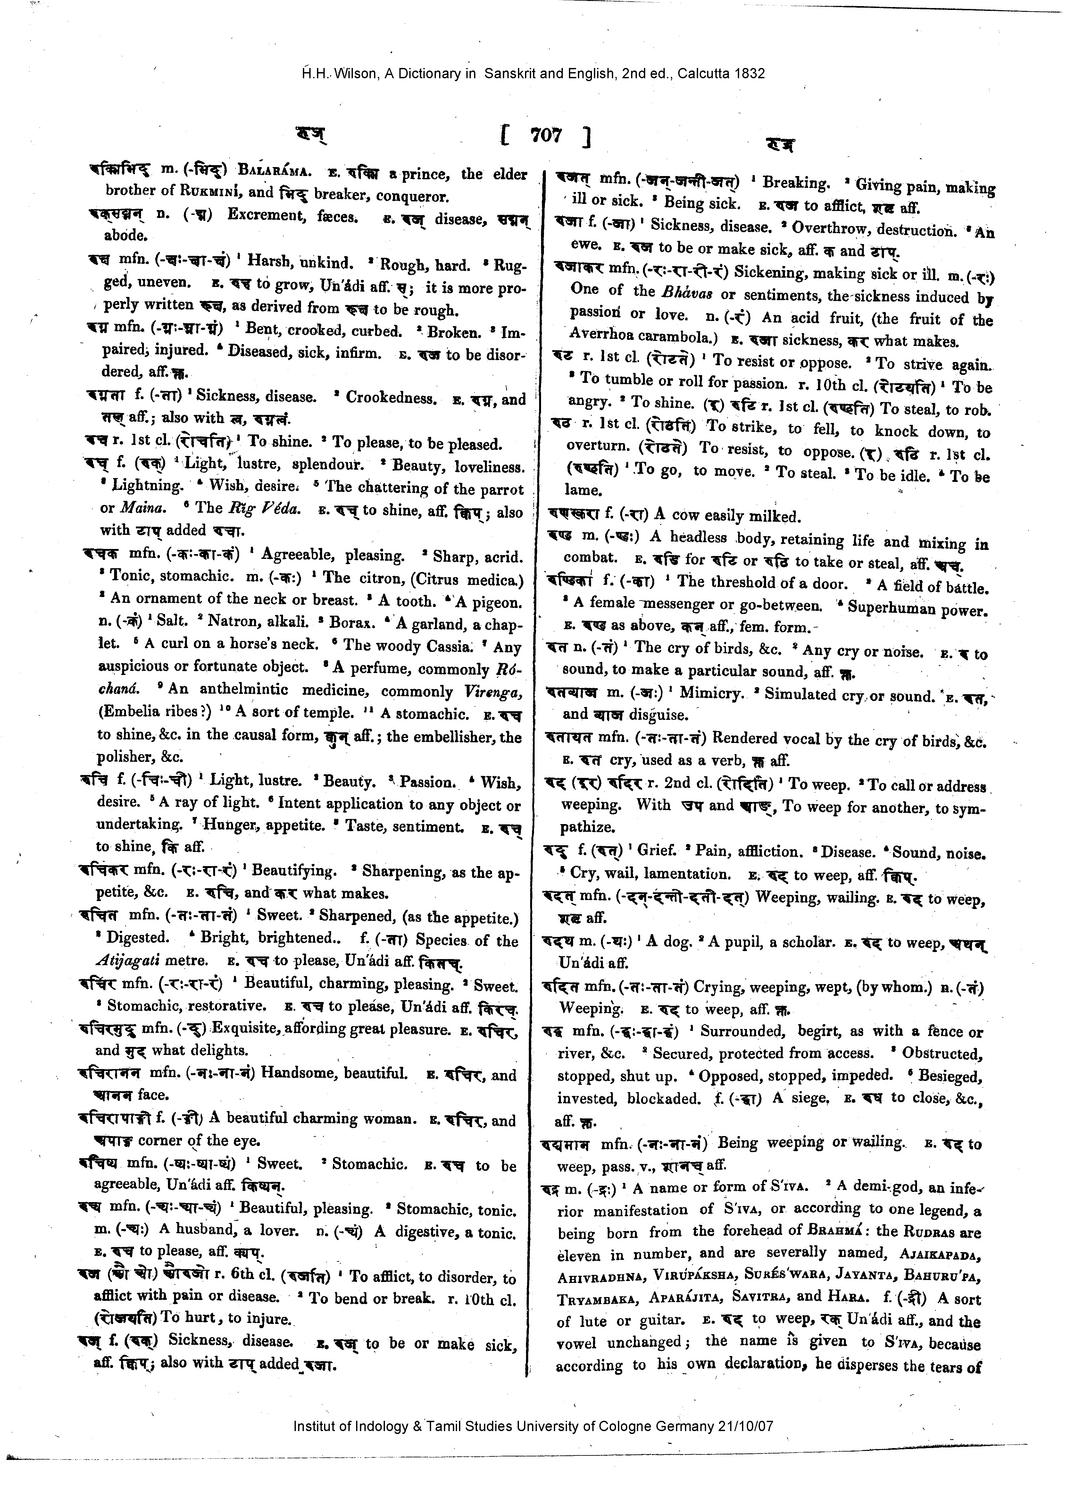 H.H. Wilson, A Dictionary in Sanskrit and English, 2nd ed., Calcutta 1832
रुज् [ 707 ] रुद्र
रुक्मिभिद् m. (-भिद्) BALARÁMA. E. रुक्मि a prince, the elder
brother of RUKMINÍ, and भिद् breaker, conqueror.
रुक्सद्मन् n. (-द्म) Excrement, fæces. E. रुज् disease, सद्मन्
abode.
रुक्ष mfn. (-क्षः-क्षा-क्षं) ¹ Harsh, unkind. ² Rough, hard. ³ Rug-
ged, uneven. E. रुह to grow, Un'ádi aff. स; it is more pro-
perly written रूक्ष, as derived from रूक्ष to be rough.
रुग्न mfn. (-ग्नः-ग्ना-ग्नं) ¹ Bent, crooked, curbed. ² Broken. ³ Im-
paired, injured. ⁴ Diseased, sick, infirm. E. रुज to be disor-
dered, aff. क्त.
रुग्नता f. (-ता) ¹ Sickness, disease. ² Crookedness. E. रुग्न, and
तल् aff.; also with त्व, रुग्नत्वं.
रुच r. 1st cl. (रोचते) ¹ To shine. ² To please, to be pleased.
रुच् f. (रुक्) ¹ Light, lustre, splendour. ² Beauty, loveliness.
³ Lightning. ⁴ Wish, desire. ⁵ The chattering of the parrot
or Maina. ⁶ The Rig Véda. E. रुच् to shine, aff. क्विप्; also
with टाप् added रुचा.
रुचक mfn. (-कः-का-कं) ¹ Agreeable, pleasing. ² Sharp, acrid.
³ Tonic, stomachic. m. (-कः) ¹ The citron, (Citrus medica.)
² An ornament of the neck or breast. ³ A tooth. ⁴ A pigeon.
n. (-कं) ¹ Salt. ² Natron, alkali. ³ Borax. ⁴ A garland, a chap-
let. ⁵ A curl on a horse's neck. ⁶ The woody Cassia. ⁷ Any
auspicious or fortunate object. ⁸ A perfume, commonly Ró-
chaná. ⁹ An anthelmintic medicine, commonly Virenga,
(Embelia ribes?) ¹⁰ A sort of temple. ¹¹ A stomachic. E. रुच
to shine, &c. in the causal form, क्वुन् aff.; the embellisher, the
polisher, &c.
रुचि f. (-चिः-ची) ¹ Light, lustre. ² Beauty. ³ Passion. ⁴ Wish,
desire. ⁵ A ray of light. ⁶ Intent application to any object or
undertaking. ⁷ Hunger, appetite. ⁸ Taste, sentiment. E. रुच्
to shine, कि aff.
रुचिकर mfn. (-रः-रा-रं) ¹ Beautifying. ² Sharpening, as the ap-
petite, &c. E. रुचि, and कर what makes.
रुचित mfn. (-तः-ता-तं) ¹ Sweet. ² Sharpened, (as the appetite.)
³ Digested. ⁴ Bright, brightened.. f. (-ता) Species of the
Atijagati metre. E. रुच to please, Un'ádi aff. कितच्.
रुचिर mfn. (-रः-रा-रं) ¹ Beautiful, charming, pleasing. ² Sweet.
³ Stomachic, restorative. E. रुच to please, Un'ádi aff. किरच्.
रुचिरमुद् mfn. (-द्) Exquisite, affording great pleasure. E. रुचिर,
and मुद् what delights.
रुचिरानन mfn. (-नः-ना-नं) Handsome, beautiful. E. रुचिर, and
आनन face.
रुचिरापाङ्गी f. (-ङ्गी) A beautiful charming woman. E. रुचिर, and
अपाङ्ग corner of the eye.
रुचिष्य mfn. (-ष्यः-ष्या-ष्यं) ¹ Sweet. ² Stomachic. E. रुच to be
agreeable, Un'ádi aff. किष्यन्.
रुच्य mfn. (-च्यः-च्या-च्यं) ¹ Beautiful, pleasing. ² Stomachic, tonic.
m. (-च्यः) A husband, a lover. n. (-च्यं) A digestive, a tonic.
E. रुच to please, aff. क्यप्.
रुज (औ ओ) औरुजो r. 6th cl. (रुजति) ¹ To afflict, to disorder, to
afflict with pain or disease. ² To bend or break. r. 10th cl.
(रोजयति) To hurt, to injure.
रुज् f. (रुक्) Sickness, disease. E. रुज् to be or make sick,
aff. क्विप्; also with टाप् added रुजा.
रुजत् mfn. (-जन्-जन्ती-जत्) ¹ Breaking. ² Giving pain, making
ill or sick. ³ Being sick. E. रुज to afflict, शतृ aff.
रुजा f. (-जा) ¹ Sickness, disease. ² Overthrow, destruction. ³ An
ewe. E. रुज to be or make sick, aff. क and टाप्.
रुजाकर mfn. (-रः-रा-री-रं) Sickening, making sick or ill. m. (-रः)
One of the Bhávas or sentiments, the sickness induced by
passion or love. n. (-रं) An acid fruit, (the fruit of the
Averrhoa carambola.) E. रुजा sickness, कर what makes.
रुट r. 1st cl. (रोटते) ¹ To resist or oppose. ² To strive again.
³ To tumble or roll for passion. r. 10th cl. (रोटयति) ¹ To be
angry. ² To shine. (इ) रुटि r. 1st cl. (रुण्टति) To steal, to rob.
रुठ r. 1st cl. (रोठति) To strike, to fell, to knock down, to
overturn. (रोठते) To resist, to oppose. (इ) रुठि r. 1st cl.
(रुण्ठति) ¹ To go, to move. ² To steal. ³ To be idle. ⁴ To be
lame.
रुणस्करा f. (-रा) A cow easily milked.
रुण्ड m. (-ण्डः) A headless body, retaining life and mixing in
combat. E. रुडि for रुटि or रुठि to take or steal, aff. अच्.
रुण्डिका f. (-का) ¹ The threshold of a door. ² A field of battle.
³ A female messenger or go-between. ⁴ Superhuman power.
E. रुण्ड as above, कन् aff., fem. form.
रुत n. (-तं) ¹ The cry of birds, &c. ² Any cry or noise. E. रु to
sound, to make a particular sound, aff. क्त.
रुतव्याज m. (-जः) ¹ Mimicry. ² Simulated cry or sound. E. रुत,
and व्याज disguise.
रुतायत mfn. (-तः-ता-तं) Rendered vocal by the cry of birds, &c.
E. रुत cry, used as a verb, क्त aff.
रुद (इर) रुदिर r. 2nd cl. (रोदिति) ¹ To weep. ² To call or address
weeping. With उप and आङ्, To weep for another, to sym-
pathize.
रुद् f. (रुत्) ¹ Grief. ² Pain, affliction. ³ Disease. ⁴ Sound, noise.
⁵ Cry, wail, lamentation. E. रुद to weep, aff. क्विप्.
रुदत् mfn. (-दन्-दन्ती-दती-दत्) Weeping, wailing. E. रुद to weep,
शतृ aff.
रुदथ m. (-थः) ¹ A dog. ² A pupil, a scholar. E. रुद to weep, अथन्
Un'ádi aff.
रुदित mfn. (-तः-ता-तं) Crying, weeping, wept, (by whom.) n. (-तं)
Weeping. E. रुद to weep, aff. क्त.
रुद्ध mfn. (-द्धः-द्धा-द्धं) ¹ Surrounded, begirt, as with a fence or
river, &c. ² Secured, protected from access. ³ Obstructed,
stopped, shut up. ⁴ Opposed, stopped, impeded. ⁵ Besieged,
invested, blockaded. f. (-द्धा) A siege. E. रुध to close, &c.,
aff. क्त.
रुद्यमान mfn. (-नः-ना-नं) Being weeping or wailing. E. रुद to
weep, pass. v., शानच् aff.
रुद्र m. (-द्रः) ¹ A name or form of S'IVA. ² A demi-god, an infe-
rior manifestation of S'IVA, or according to one legend, a
being born from the forehead of BRAHMÁ: the RUDRAS are
eleven in number, and are severally named, AJAIKAPADA,
AHIVRADHNA, VIRÚPÁKSHA, SURÉS'WARA, JAYANTA, BAHURU'PA,
TRYAMBAKA, APARÁJITA, SAVITRA, and HARA. f. (-द्री) A sort
of lute or guitar. E. रुद to weep, रक् Un'ádi aff., and the
vowel unchanged; the name is given to S'IVA, because
according to his own declaration, he disperses the tears of
Institut of Indology & Tamil Studies University of Cologne Germany 21/10/07